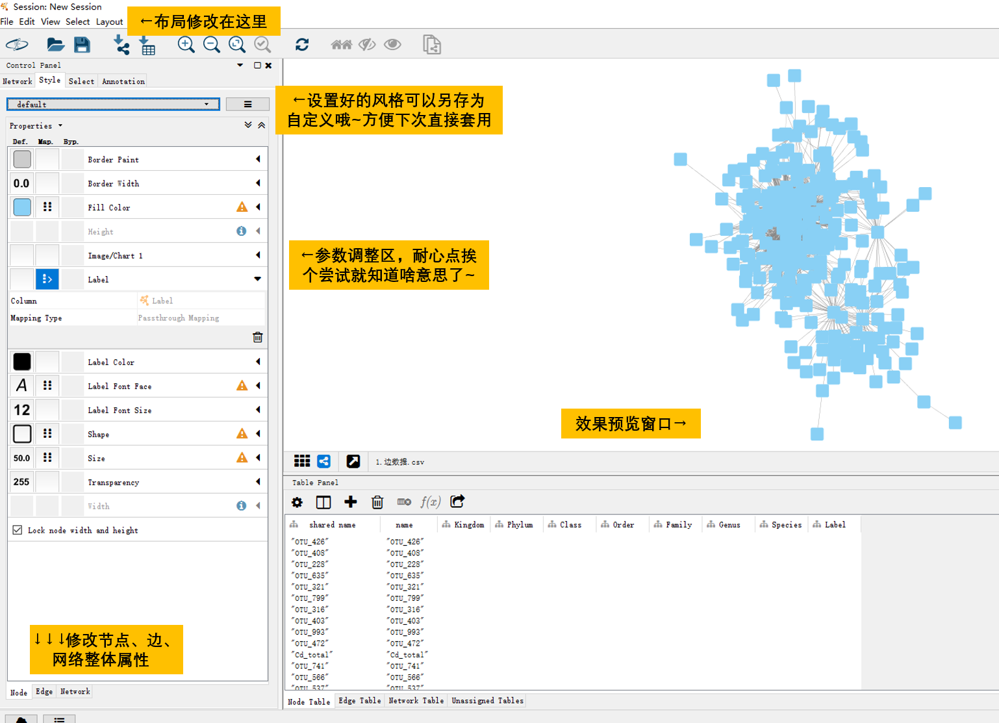 Session: New Session
File Edit View Select Layout
←布局修改在这里
Control Panel
Network Style Select Annotation
default
←设置好的风格可以另存为
自定义哦~方便下次直接套用
Properties
Def. Map. Byp.
Border Paint
0.0 Border Width
Fill Color
Height
Image/Chart 1
←参数调整区，耐心点挨
个尝试就知道啥意思了~
Label
Column Label
Mapping Type Passthrough Mapping
Label Color
A Label Font Face
12 Label Font Size
Shape
50.0 Size
255 Transparency
Width
Lock node width and height
↓↓↓修改节点、边、
网络整体属性
Node Edge Network
效果预览窗口→
1.边数据.csv
Table Panel
f(x)
shared name name Kingdom Phylum Class Order Family Genus Species Label
"OTU_426" "OTU_426"
"OTU_408" "OTU_408"
"OTU_228" "OTU_228"
"OTU_635" "OTU_635"
"OTU_321" "OTU_321"
"OTU_799" "OTU_799"
"OTU_316" "OTU_316"
"OTU_403" "OTU_403"
"OTU_993" "OTU_993"
"OTU_472" "OTU_472"
"Cd_total" "Cd_total"
"OTU_741" "OTU_741"
"OTU_566" "OTU_566"
"OTU_537" "OTU_537"
Node Table Edge Table Network Table Unassigned Tables